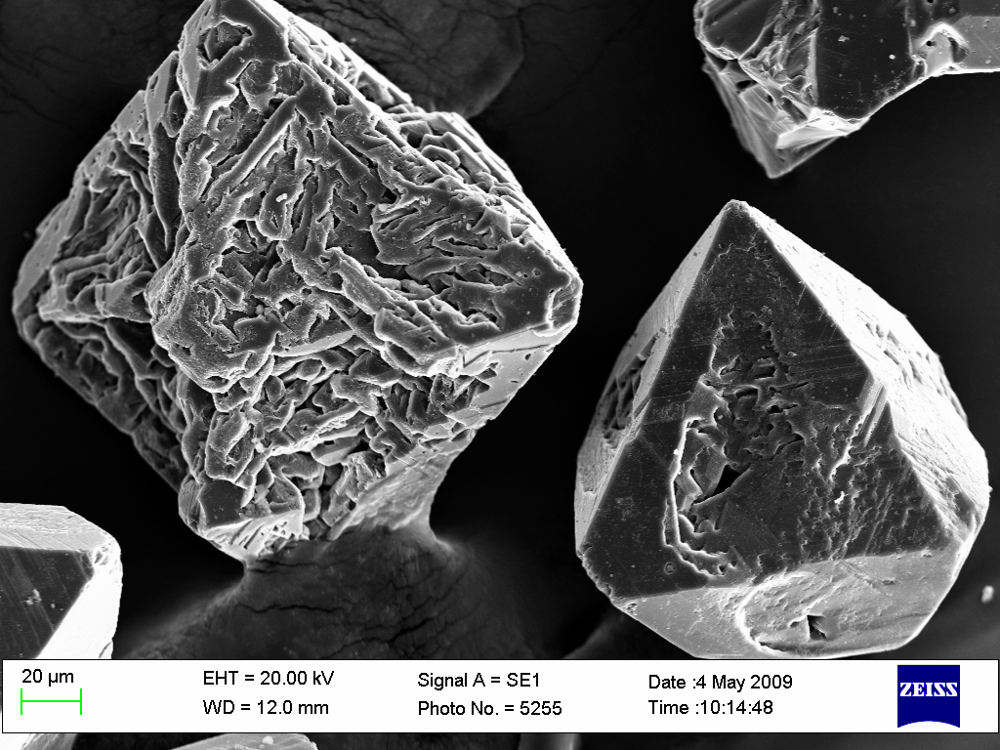 20 µm
EHT = 20.00 kV
WD = 12.0 mm
Signal A = SE1
Photo No. = 5255
Date :4 May 2009
Time :10:14:48
ZEISS